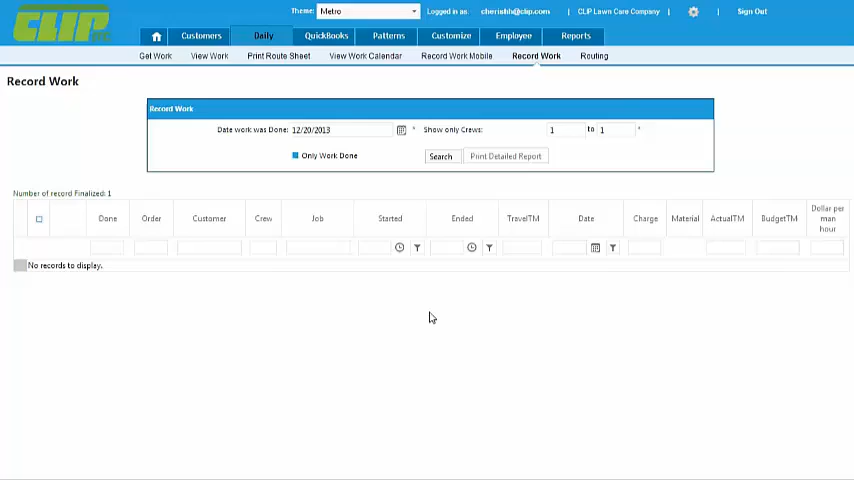 CLIP
Theme: Metro Logged in as: cherishh@clip.com | CLIP Lawn Care Company | | Sign Out
Customers Daily QuickBooks Patterns Customize Employee Reports
Get Work View Work Print Route Sheet View Work Calendar Record Work Mobile Record Work Routing
Record Work
Record Work
Date work was Done: 12/20/2013 * Show only Crews: 1 to 1 *
Only Work Done Search Print Detailed Report
Number of record Finalized: 1
Done Order Customer Crew Job Started Ended TravelTM Date Charge Material ActualTM BudgetTM Dollar per man hour
No records to display.